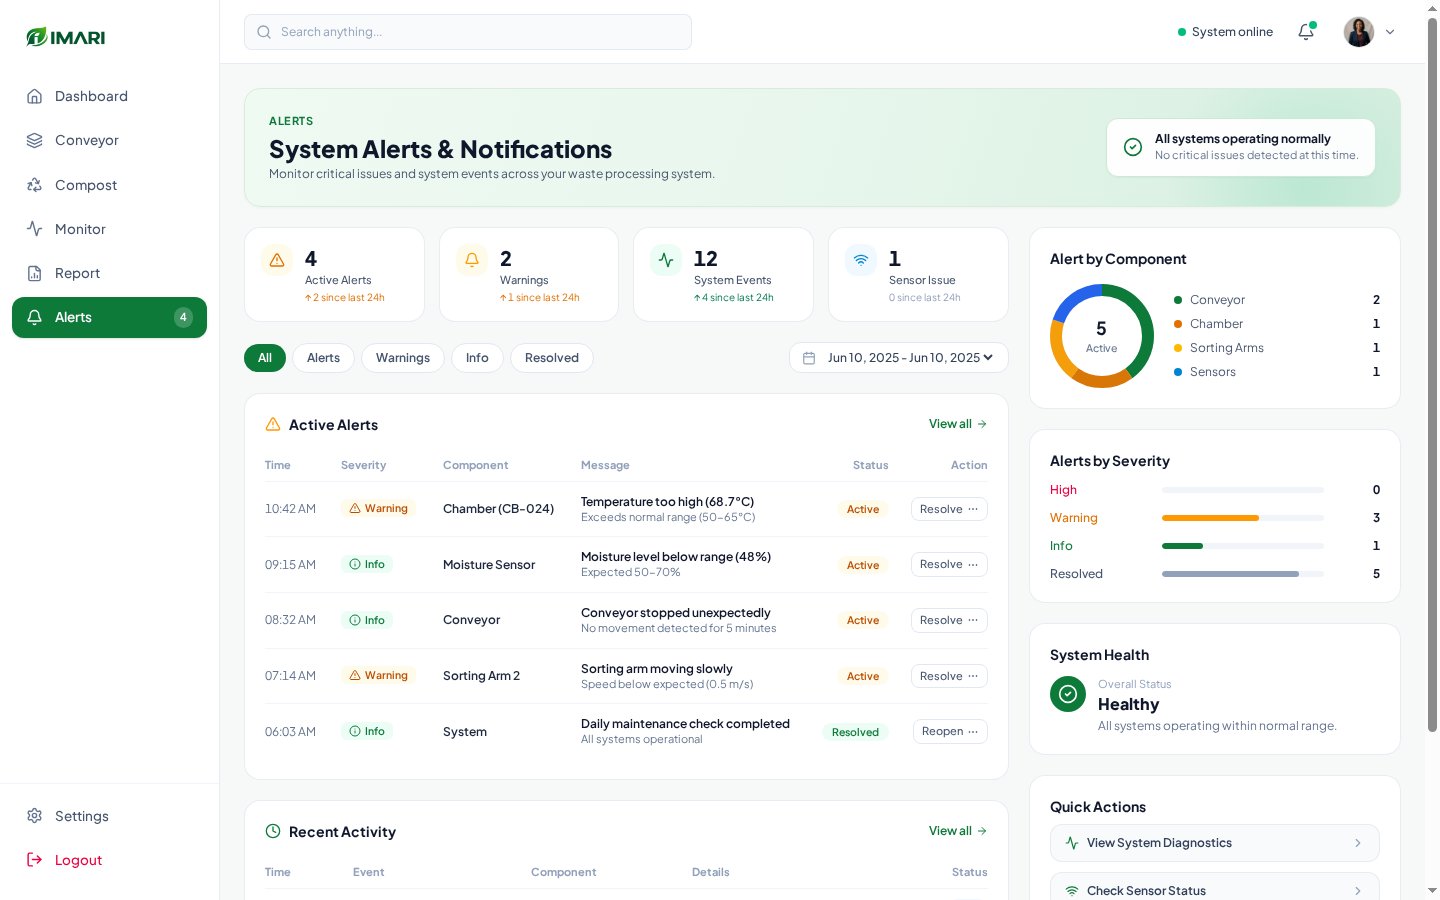 IMARI
Search anything...
System online
Dashboard
Conveyor
Compost
Monitor
Report
Alerts 4
Settings
Logout
ALERTS
System Alerts & Notifications
Monitor critical issues and system events across your waste processing system.
All systems operating normally
No critical issues detected at this time.
4
Active Alerts
↑ 2 since last 24h
2
Warnings
↑ 1 since last 24h
12
System Events
↑ 4 since last 24h
1
Sensor Issue
0 since last 24h
All Alerts Warnings Info Resolved
Jun 10, 2025 - Jun 10, 2025
Active Alerts
View all →
Time Severity Component Message Status Action
10:42 AM Warning Chamber (CB-024) Temperature too high (68.7°C) Active Resolve ···
Exceeds normal range (50–65°C)
09:15 AM Info Moisture Sensor Moisture level below range (48%) Active Resolve ···
Expected 50–70%
08:32 AM Info Conveyor Conveyor stopped unexpectedly Active Resolve ···
No movement detected for 5 minutes
07:14 AM Warning Sorting Arm 2 Sorting arm moving slowly Active Resolve ···
Speed below expected (0.5 m/s)
06:03 AM Info System Daily maintenance check completed Resolved Reopen ···
All systems operational
Recent Activity
View all →
Time Event Component Details Status
Alert by Component
5
Active
Conveyor 2
Chamber 1
Sorting Arms 1
Sensors 1
Alerts by Severity
High 0
Warning 3
Info 1
Resolved 5
System Health
Overall Status
Healthy
All systems operating within normal range.
Quick Actions
View System Diagnostics
Check Sensor Status